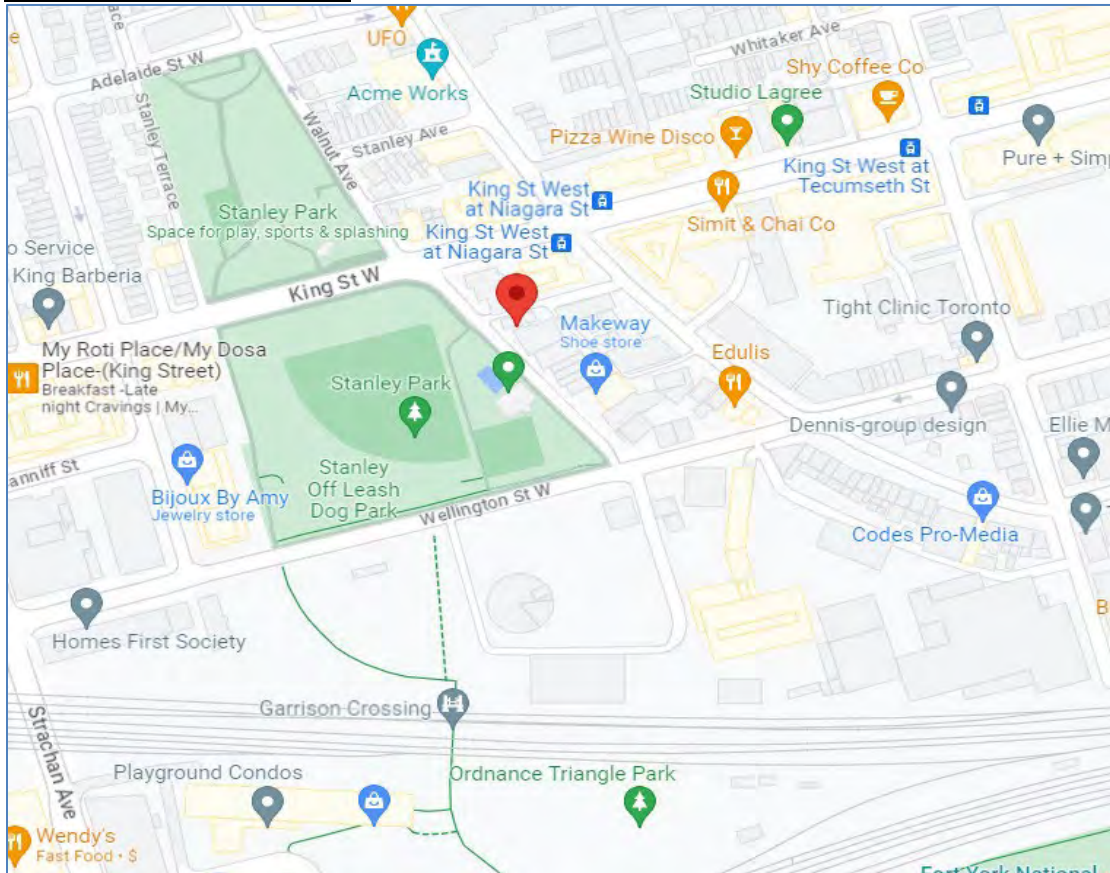 UFO
Whitaker Ave
Adelaide St W
Acme Works
Shy Coffee Co
Studio Lagree
Stanley Terrace
Walnut Ave
Stanley Ave
Pizza Wine Disco
Pure + Simp
King St West at
Tecumseth St
King St West
at Niagara St
Stanley Park
Space for play, sports & splashing
Simit & Chai Co
King St West
at Niagara St
o Service
King Barberia
King St W
Tight Clinic Toronto
Makeway
Shoe store
My Roti Place/My Dosa
Place-(King Street)
Breakfast -Late
night Cravings | My...
Edulis
Stanley Park
Dennis-group design
Ellie M
anniff St
Stanley
Off Leash
Dog Park
Bijoux By Amy
Jewelry store
Wellington St W
Codes Pro-Media
B
Homes First Society
Garrison Crossing
Strachan Ave
Playground Condos
Ordnance Triangle Park
Wendy's
Fast Food · $
Fort York National